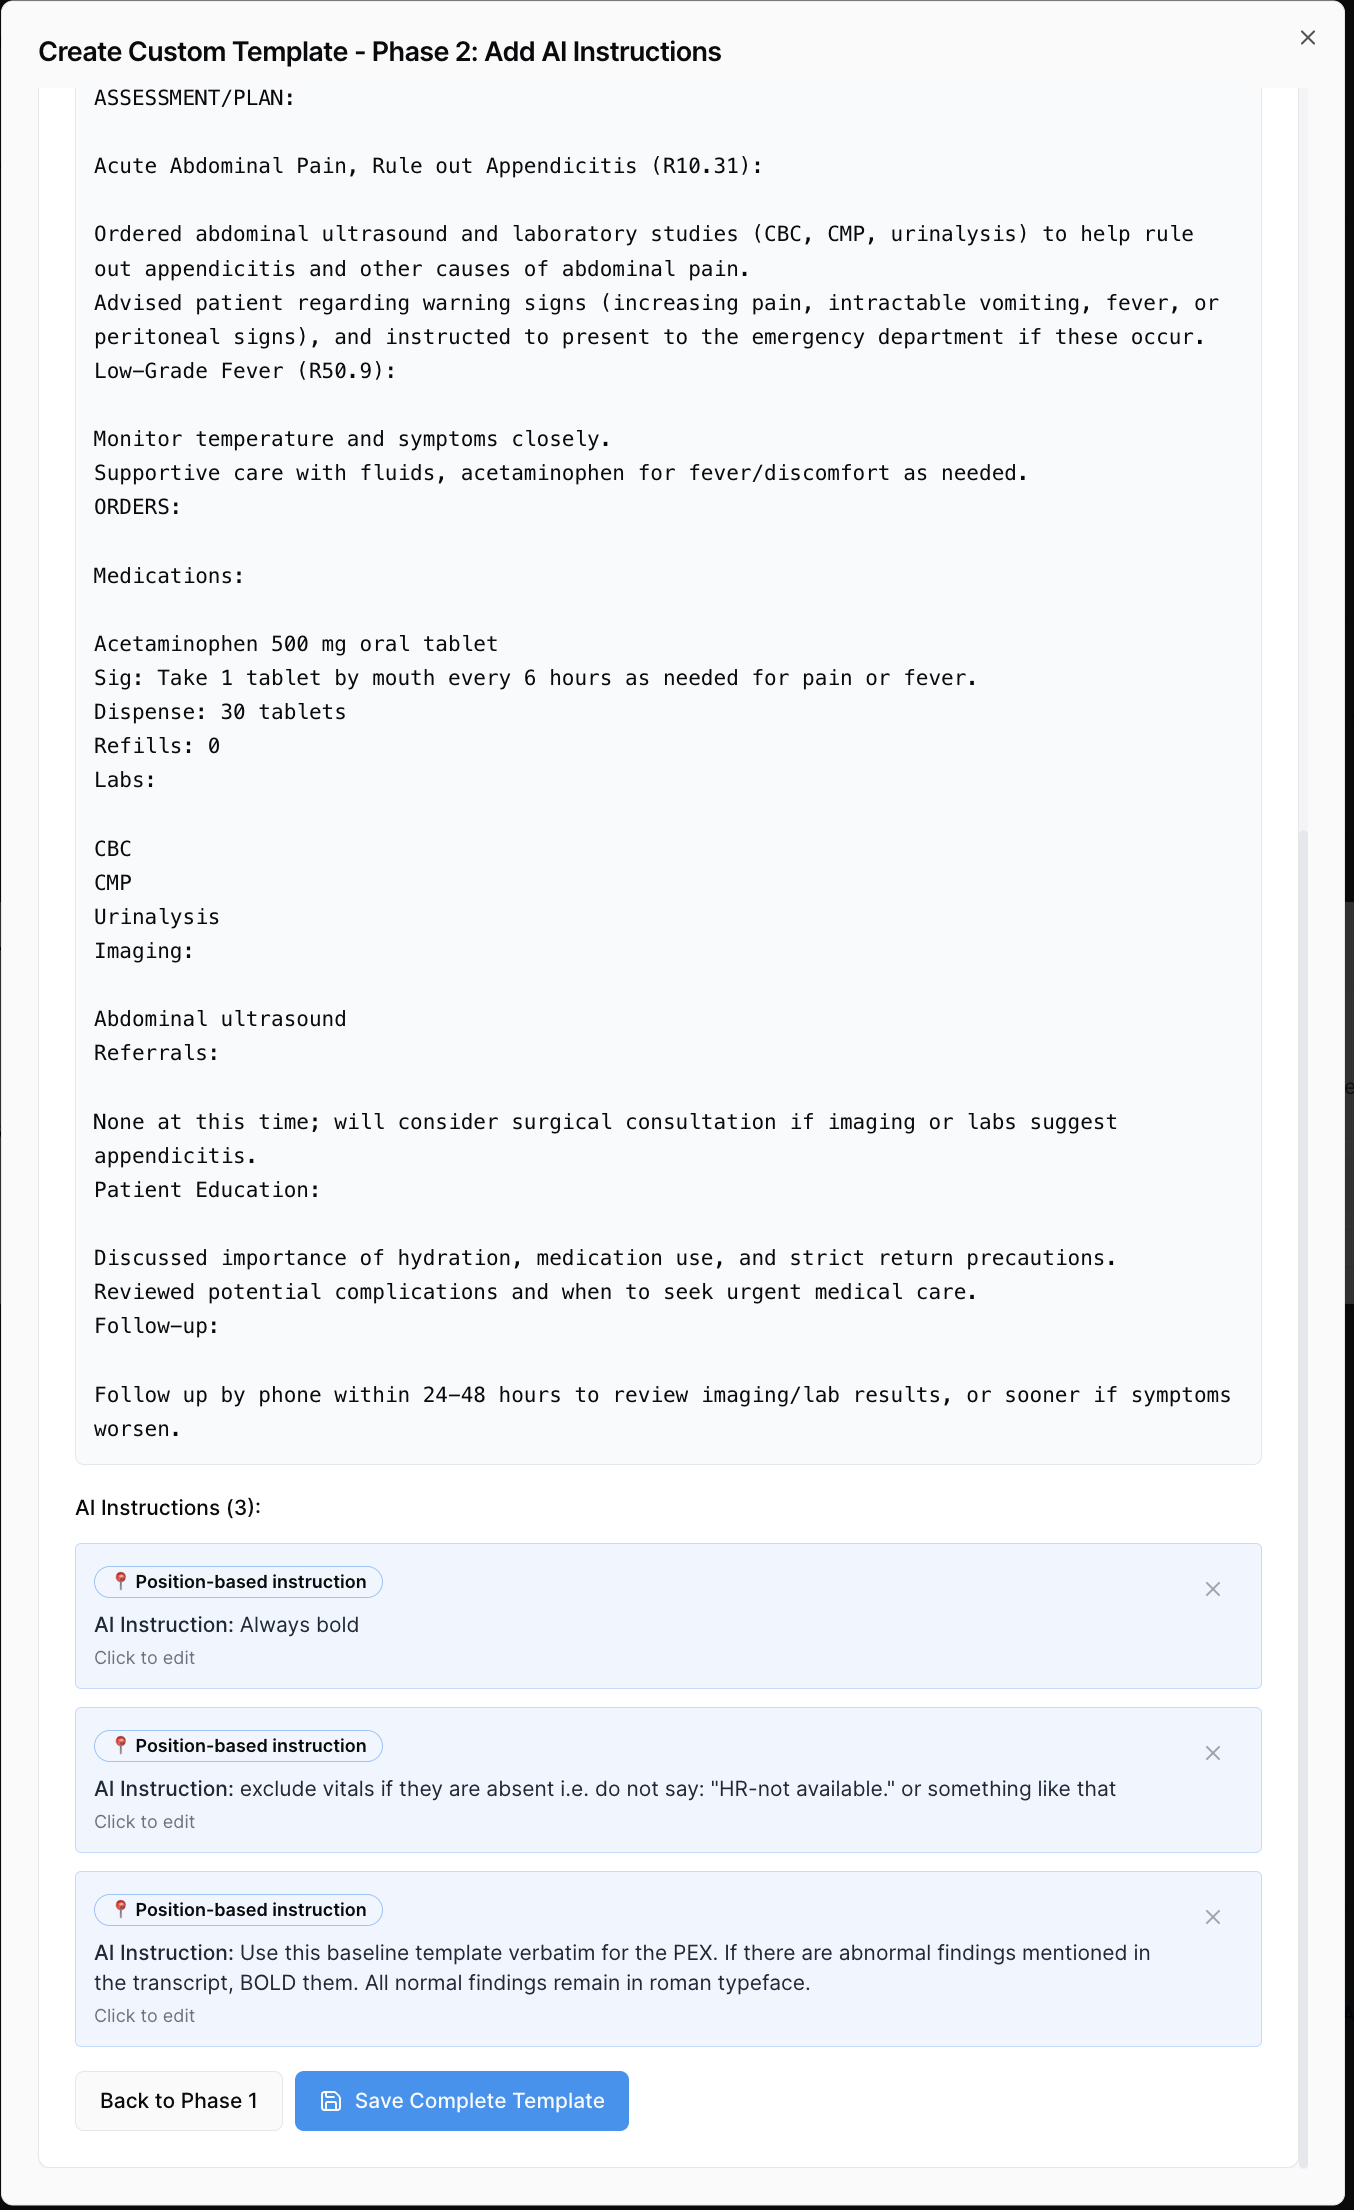 Create Custom Template - Phase 2: Add AI Instructions
ASSESSMENT/PLAN:
Acute Abdominal Pain, Rule out Appendicitis (R10.31):
Ordered abdominal ultrasound and laboratory studies (CBC, CMP, urinalysis) to help rule
out appendicitis and other causes of abdominal pain.
Advised patient regarding warning signs (increasing pain, intractable vomiting, fever, or
peritoneal signs), and instructed to present to the emergency department if these occur.
Low-Grade Fever (R50.9):
Monitor temperature and symptoms closely.
Supportive care with fluids, acetaminophen for fever/discomfort as needed.
ORDERS:
Medications:
Acetaminophen 500 mg oral tablet
Sig: Take 1 tablet by mouth every 6 hours as needed for pain or fever.
Dispense: 30 tablets
Refills: 0
Labs:
CBC
CMP
Urinalysis
Imaging:
Abdominal ultrasound
Referrals:
None at this time; will consider surgical consultation if imaging or labs suggest
appendicitis.
Patient Education:
Discussed importance of hydration, medication use, and strict return precautions.
Reviewed potential complications and when to seek urgent medical care.
Follow-up:
Follow up by phone within 24-48 hours to review imaging/lab results, or sooner if symptoms
worsen.
AI Instructions (3):
Position-based instruction
AI Instruction: Always bold
Click to edit
Position-based instruction
AI Instruction: exclude vitals if they are absent i.e. do not say: "HR-not available." or something like that
Click to edit
Position-based instruction
AI Instruction: Use this baseline template verbatim for the PEX. If there are abnormal findings mentioned in
the transcript, BOLD them. All normal findings remain in roman typeface.
Click to edit
Back to Phase 1
Save Complete Template